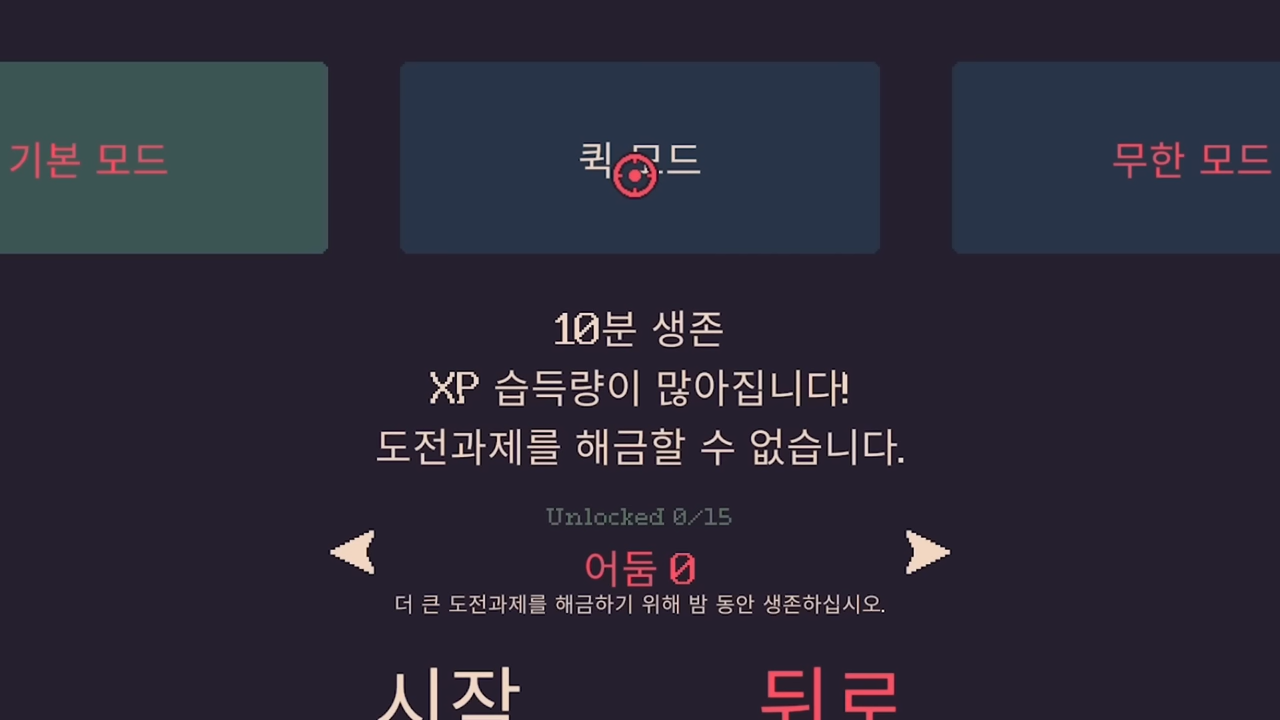 기본 모드
퀵 모드
무한 모드
10분 생존
XP 습득량이 많아집니다!
도전과제를 해금할 수 없습니다.
Unlocked 0/15
어둠 0
더 큰 도전과제를 해금하기 위해 밤 동안 생존하십시오.
시작
뒤로